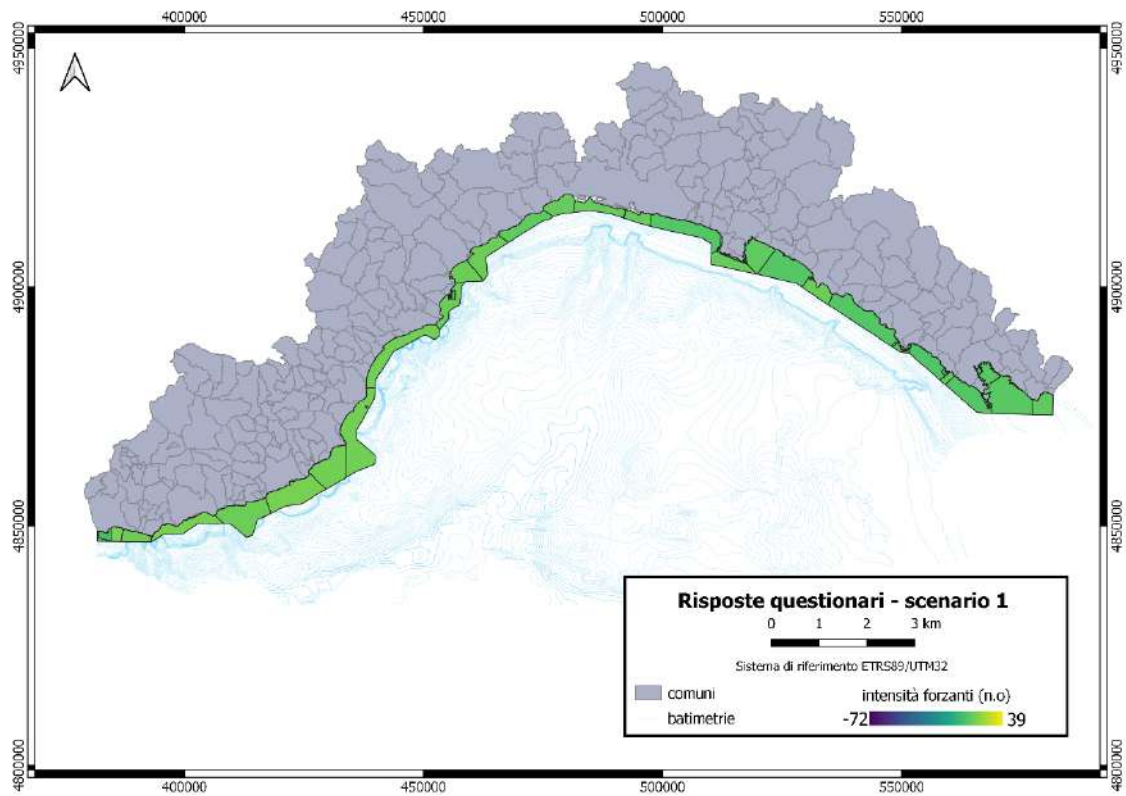 400000 450000 500000 550000
4950000 4950000
4900000 4900000
4850000 4850000
4800000 4800000
Risposte questionari - scenario 1
0 1 2 3 km
Sistema di riferimento ETRS89/UTM32
comuni intensità forzanti (n.o)
batimetrie -72 39
400000 450000 500000 550000